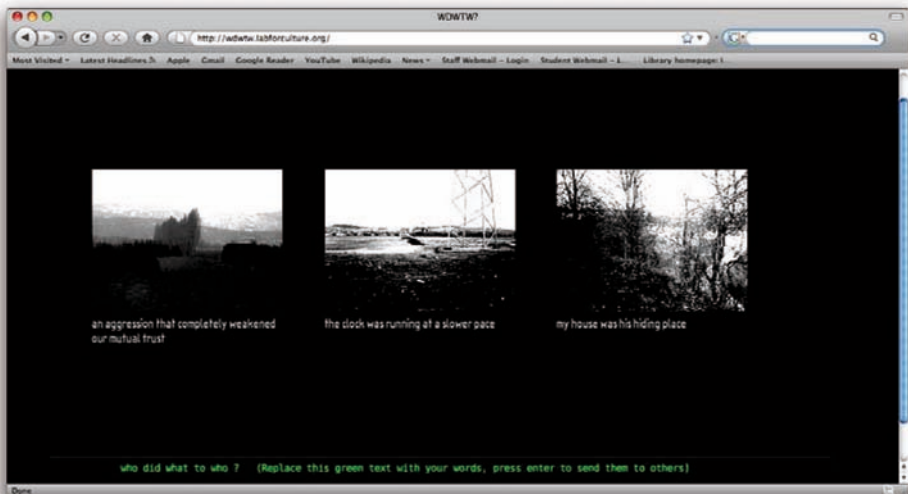 WDWTW?
http://wdwtw.labforculture.org/
Most Visited Latest Headlines Apple Gmail Google Reader YouTube Wikipedia News Staff Webmail – Login Student Webmail – L... Library homepage: L...
an aggression that completely weakened
our mutual trust
the clock was running at a slower pace
my house was his hiding place
who did what to who ? (Replace this green text with your words, press enter to send them to others)
Done